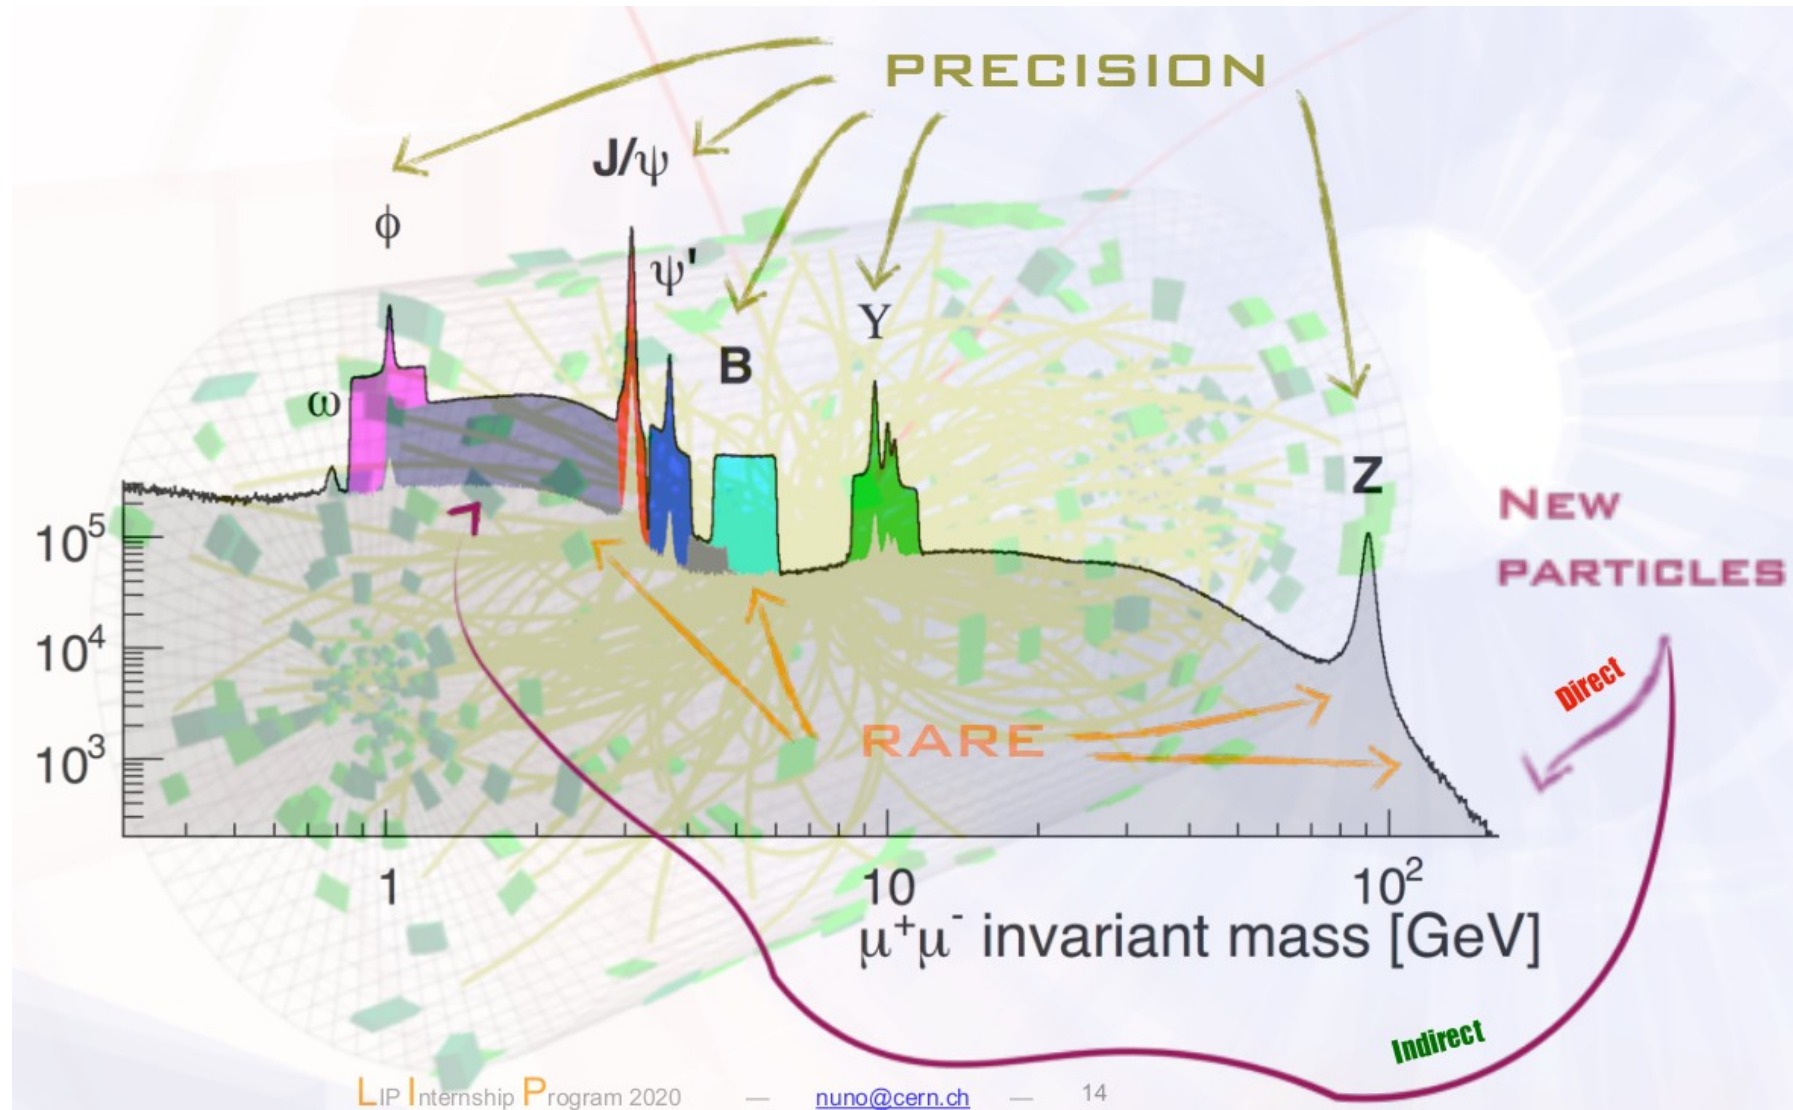 PRECISION
J/ψ
ϕ
ψ'
Υ
B
ω
Z
NEW
PARTICLES
10⁵
10⁴
Direct
RARE
10³
1
10
10²
μ⁺μ⁻ invariant mass [GeV]
Indirect
LIP Internship Program 2020 — nuno@cern.ch — 14